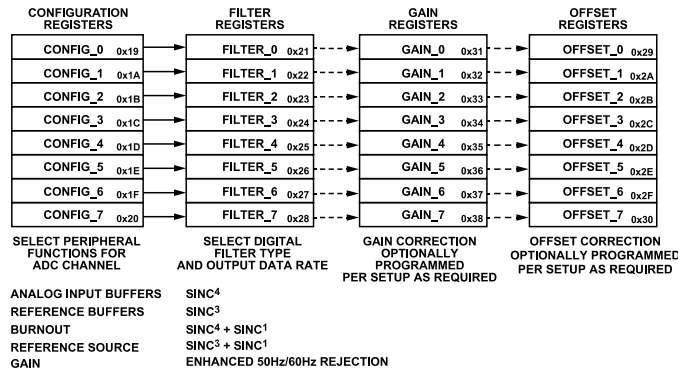 CONFIGURATION REGISTERS
FILTER REGISTERS
GAIN REGISTERS
OFFSET REGISTERS
CONFIG_0 0x19
FILTER_0 0x21
GAIN_0 0x31
OFFSET_0 0x29
CONFIG_1 0x1A
FILTER_1 0x22
GAIN_1 0x32
OFFSET_1 0x2A
CONFIG_2 0x1B
FILTER_2 0x23
GAIN_2 0x33
OFFSET_2 0x2B
CONFIG_3 0x1C
FILTER_3 0x24
GAIN_3 0x34
OFFSET_3 0x2C
CONFIG_4 0x1D
FILTER_4 0x25
GAIN_4 0x35
OFFSET_4 0x2D
CONFIG_5 0x1E
FILTER_5 0x26
GAIN_5 0x36
OFFSET_5 0x2E
CONFIG_6 0x1F
FILTER_6 0x27
GAIN_6 0x37
OFFSET_6 0x2F
CONFIG_7 0x20
FILTER_7 0x28
GAIN_7 0x38
OFFSET_7 0x30
SELECT PERIPHERAL
FUNCTIONS FOR
ADC CHANNEL
SELECT DIGITAL
FILTER TYPE
AND OUTPUT DATA RATE
GAIN CORRECTION
OPTIONALLY
PROGRAMMED
PER SETUP AS REQUIRED
OFFSET CORRECTION
OPTIONALLY PROGRAMMED
PER SETUP AS REQUIRED
ANALOG INPUT BUFFERS
REFERENCE BUFFERS
BURNOUT
REFERENCE SOURCE
GAIN
SINC⁴
SINC³
SINC⁴ + SINC¹
SINC³ + SINC¹
ENHANCED 50Hz/60Hz REJECTION